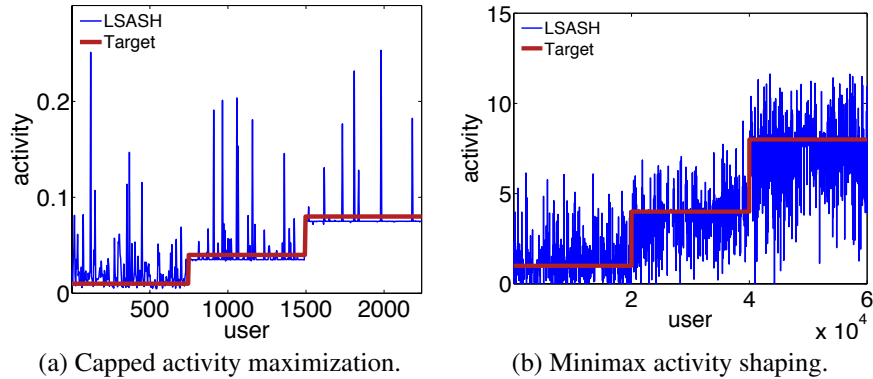 LSASH
Target
0.2
0.1
0
activity
500 1000 1500 2000
user
(a) Capped activity maximization.
LSASH
Target
15
10
5
0
activity
2 4 6
user
x 10^4
(b) Minimax activity shaping.